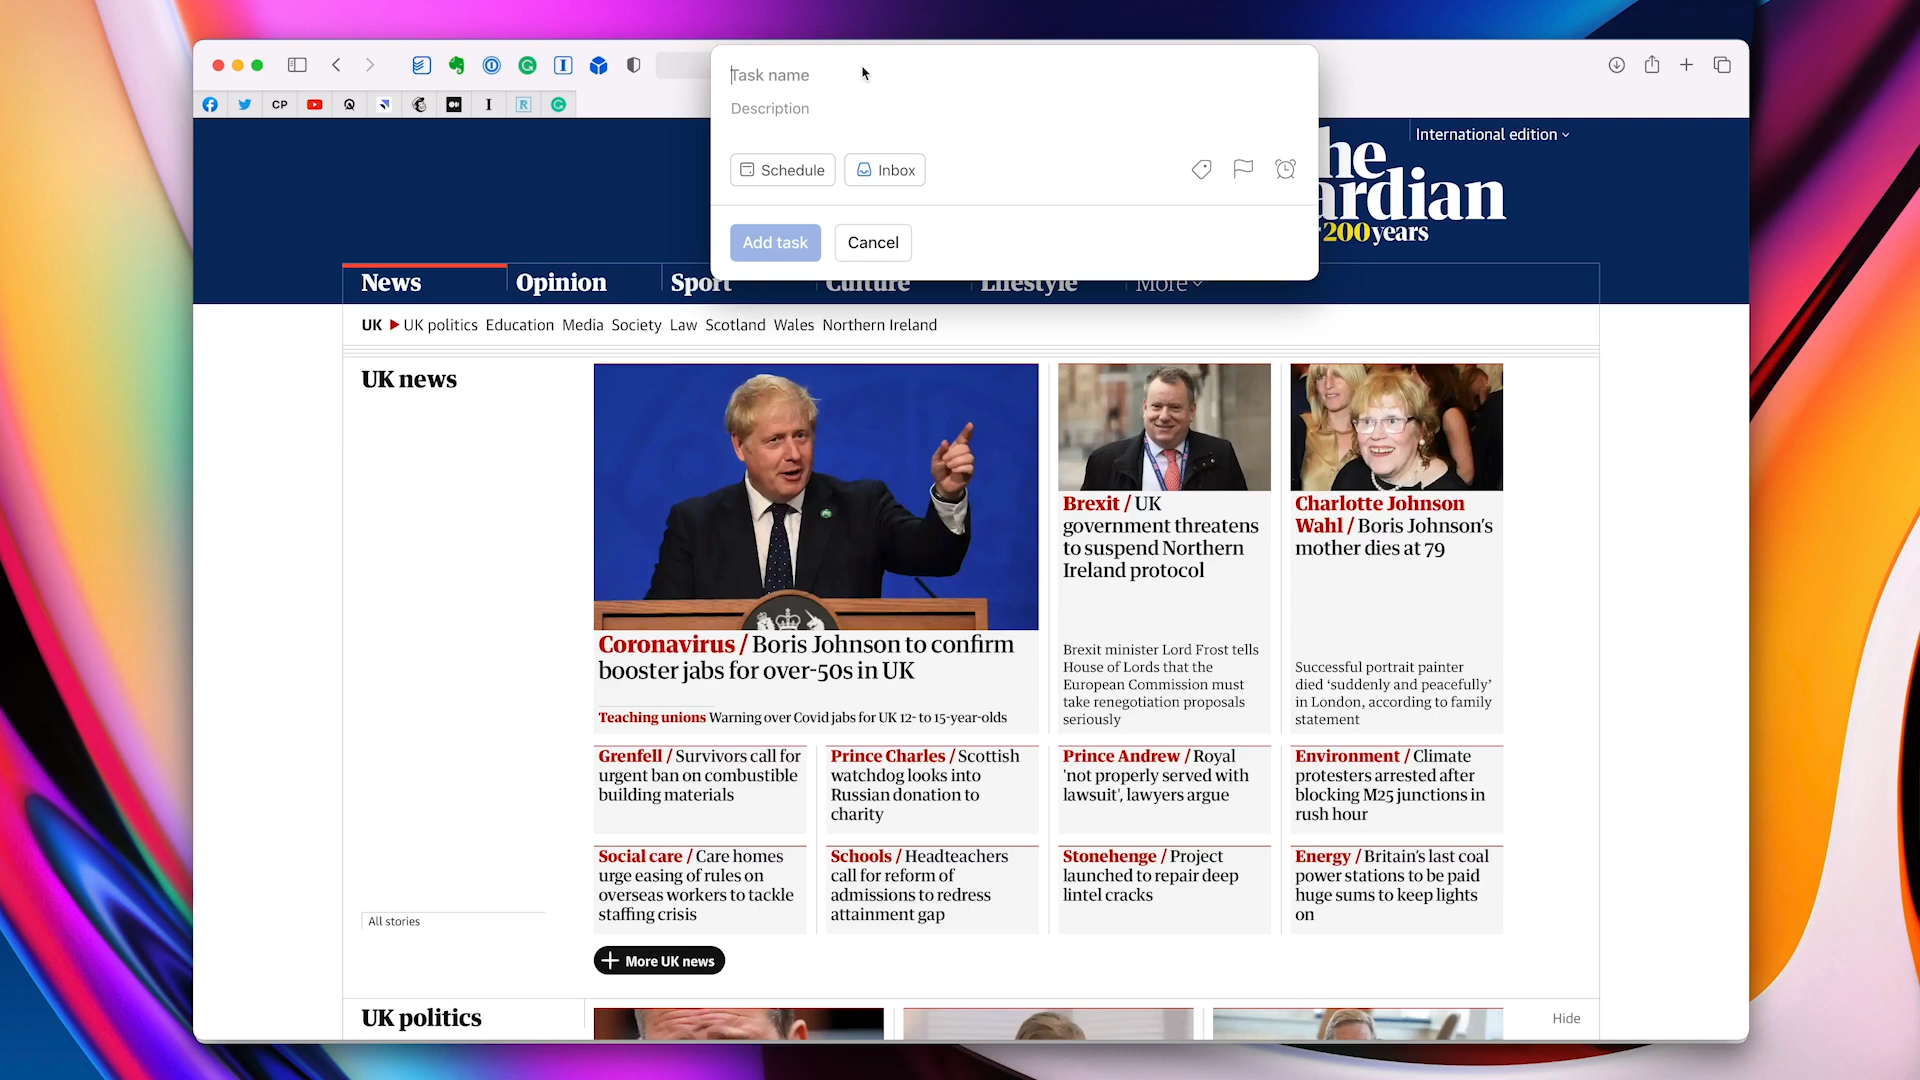 Task name
Description
Schedule
Inbox
Add task
Cancel
CP
International edition
he
ardian
200 years
News
Opinion
Sport
Culture
Lifestyle
More
UK
UK politics
Education
Media
Society
Law
Scotland
Wales
Northern Ireland
UK news
Coronavirus / Boris Johnson to confirm
booster jabs for over-50s in UK
Teaching unions Warning over Covid jabs for UK 12- to 15-year-olds
Brexit / UK
government threatens
to suspend Northern
Ireland protocol
Brexit minister Lord Frost tells
House of Lords that the
European Commission must
take renegotiation proposals
seriously
Charlotte Johnson
Wahl / Boris Johnson's
mother dies at 79
Successful portrait painter
died ‘suddenly and peacefully’
in London, according to family
statement
Grenfell / Survivors call for
urgent ban on combustible
building materials
Prince Charles / Scottish
watchdog looks into
Russian donation to
charity
Prince Andrew / Royal
'not properly served with
lawsuit', lawyers argue
Environment / Climate
protesters arrested after
blocking M25 junctions in
rush hour
Social care / Care homes
urge easing of rules on
overseas workers to tackle
staffing crisis
Schools / Headteachers
call for reform of
admissions to redress
attainment gap
Stonehenge / Project
launched to repair deep
lintel cracks
Energy / Britain's last coal
power stations to be paid
huge sums to keep lights
on
All stories
More UK news
UK politics
Hide